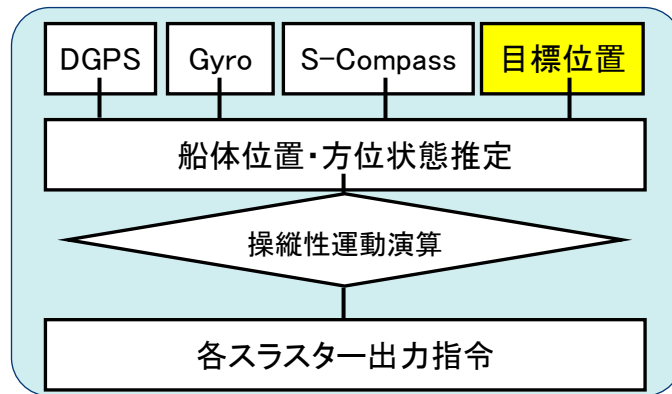 DGPS
Gyro
S-Compass
目標位置
船体位置・方位状態推定
操縦性運動演算
各スラスター出力指令